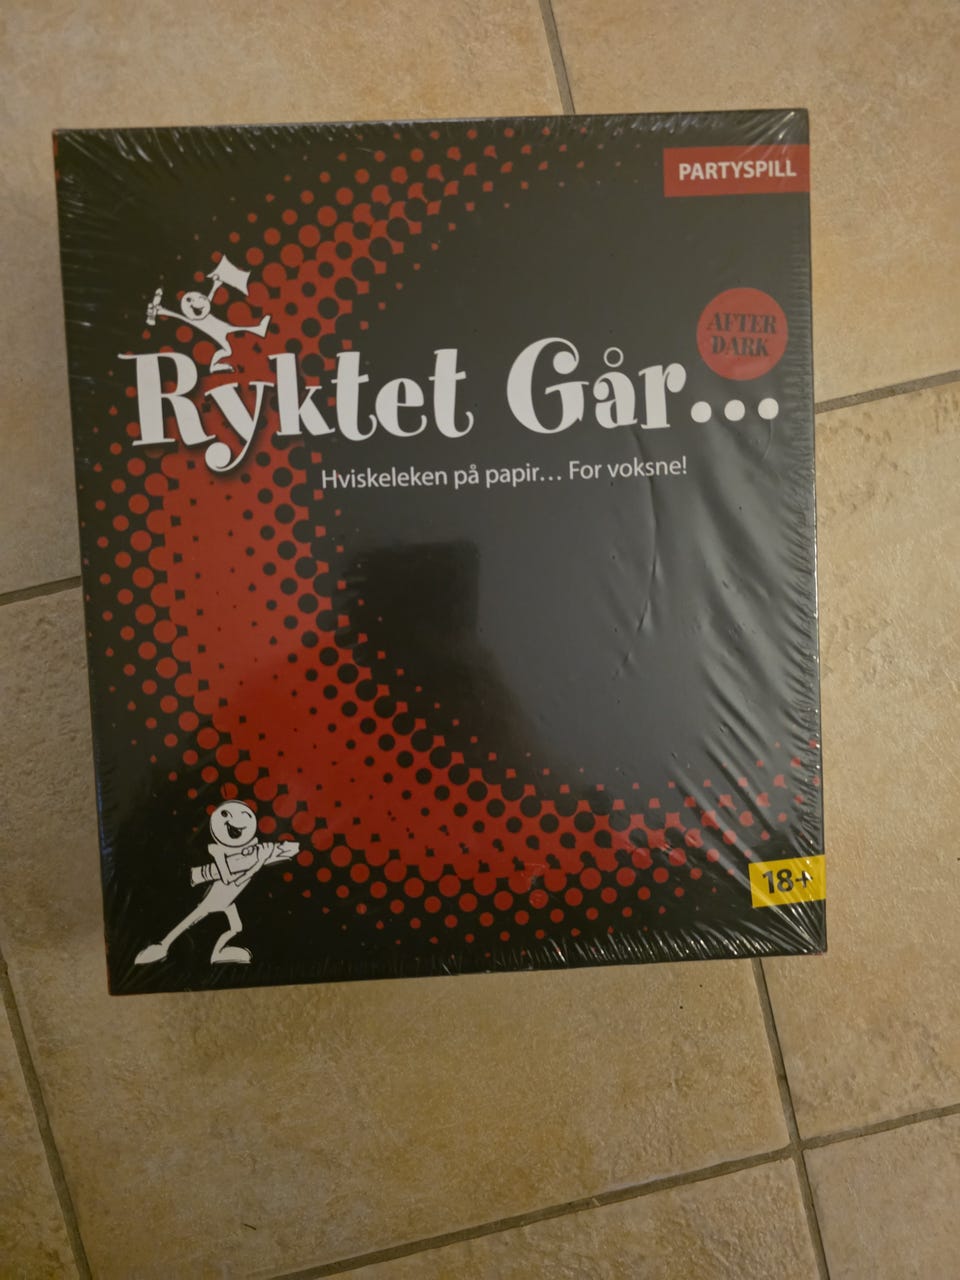 PARTYSPILL
AFTER
DARK
Ryktet Går...
Hviskeleken på papir... For voksne!
18+